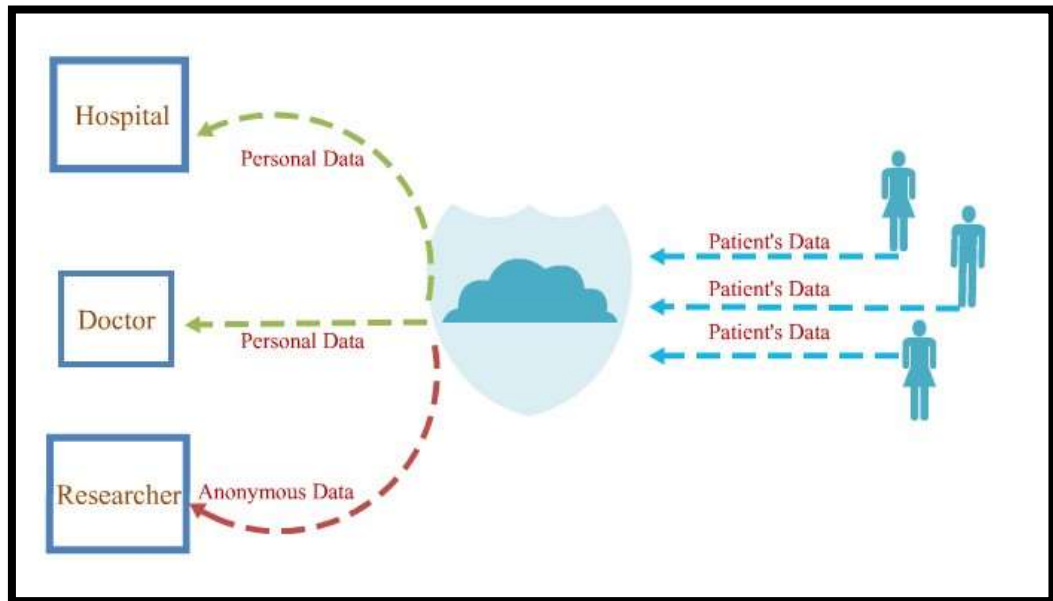 Hospital
Personal Data
Doctor
Personal Data
Researcher
Anonymous Data
Patient's Data
Patient's Data
Patient's Data